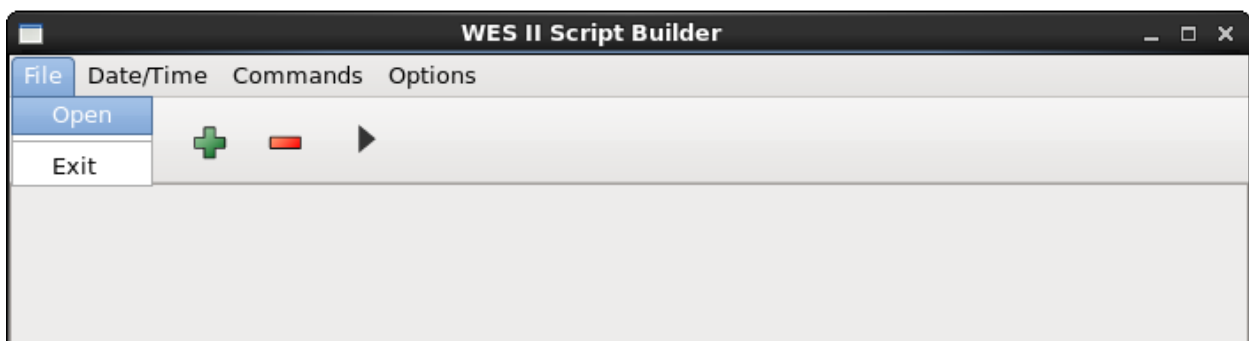 WES II Script Builder
File Date/Time Commands Options
Open
Exit